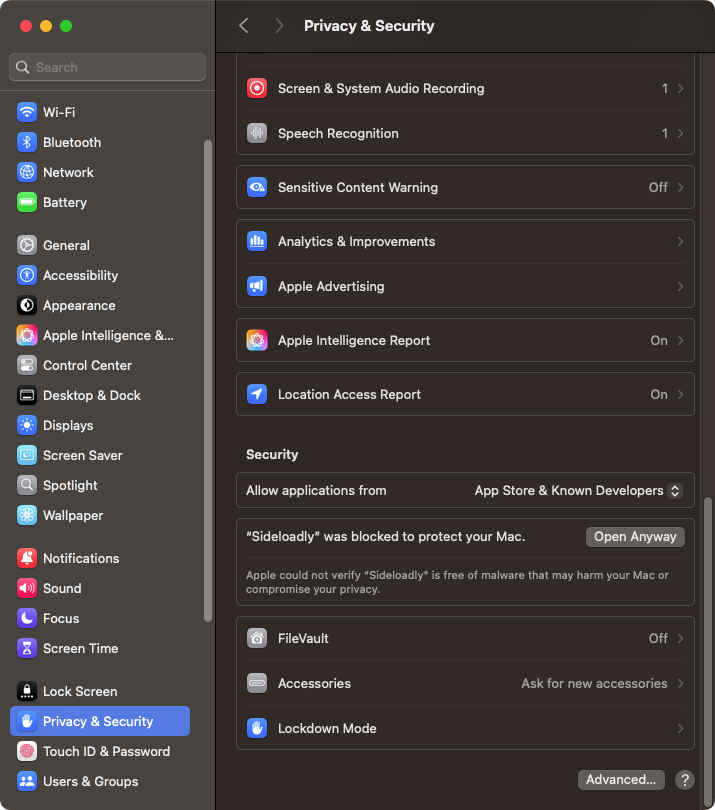 Privacy & Security
Search
Wi-Fi
Bluetooth
Network
Battery
General
Accessibility
Appearance
Apple Intelligence &...
Control Center
Desktop & Dock
Displays
Screen Saver
Spotlight
Wallpaper
Notifications
Sound
Focus
Screen Time
Lock Screen
Privacy & Security
Touch ID & Password
Users & Groups
Screen & System Audio Recording 1
Speech Recognition 1
Sensitive Content Warning Off
Analytics & Improvements
Apple Advertising
Apple Intelligence Report On
Location Access Report On
Security
Allow applications from App Store & Known Developers
“Sideloadly” was blocked to protect your Mac. Open Anyway
Apple could not verify “Sideloadly” is free of malware that may harm your Mac or
compromise your privacy.
FileVault Off
Accessories Ask for new accessories
Lockdown Mode
Advanced... ?